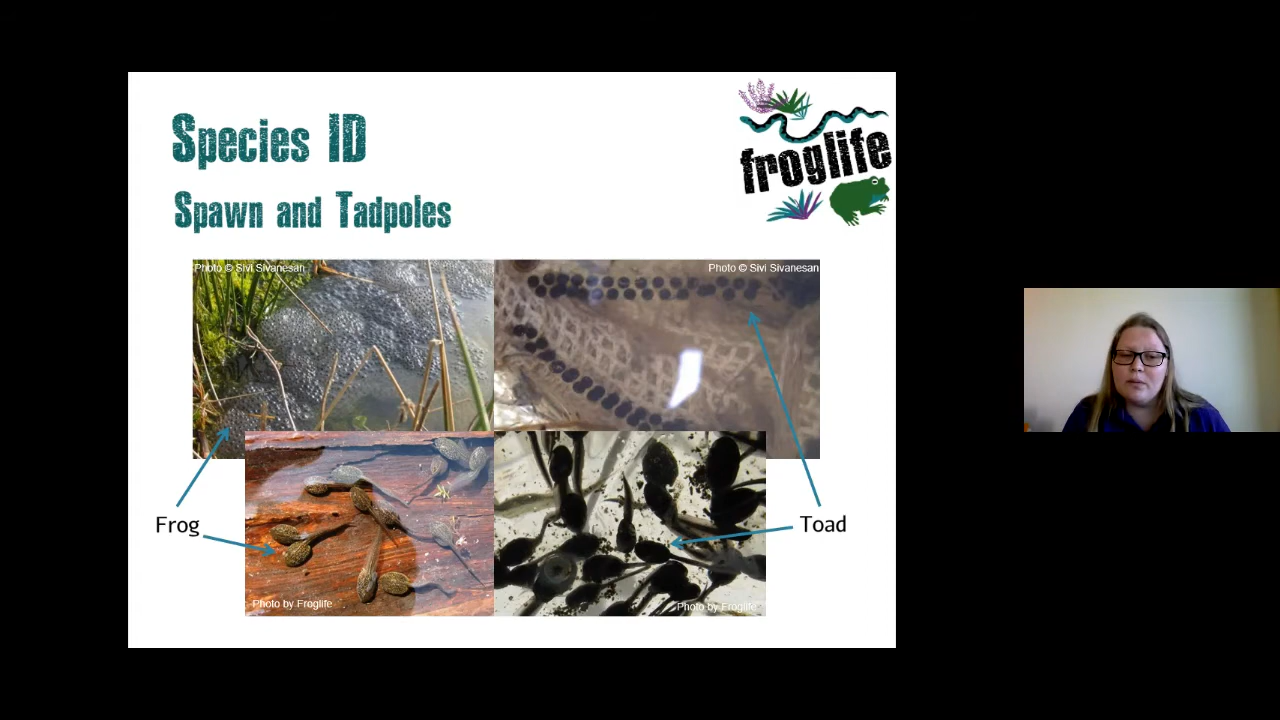 Species ID
froglife
Spawn and Tadpoles
Photo © Sivi Sivanesan
Photo © Sivi Sivanesan
Frog
Toad
Photo by Froglife
Photo by Froglife